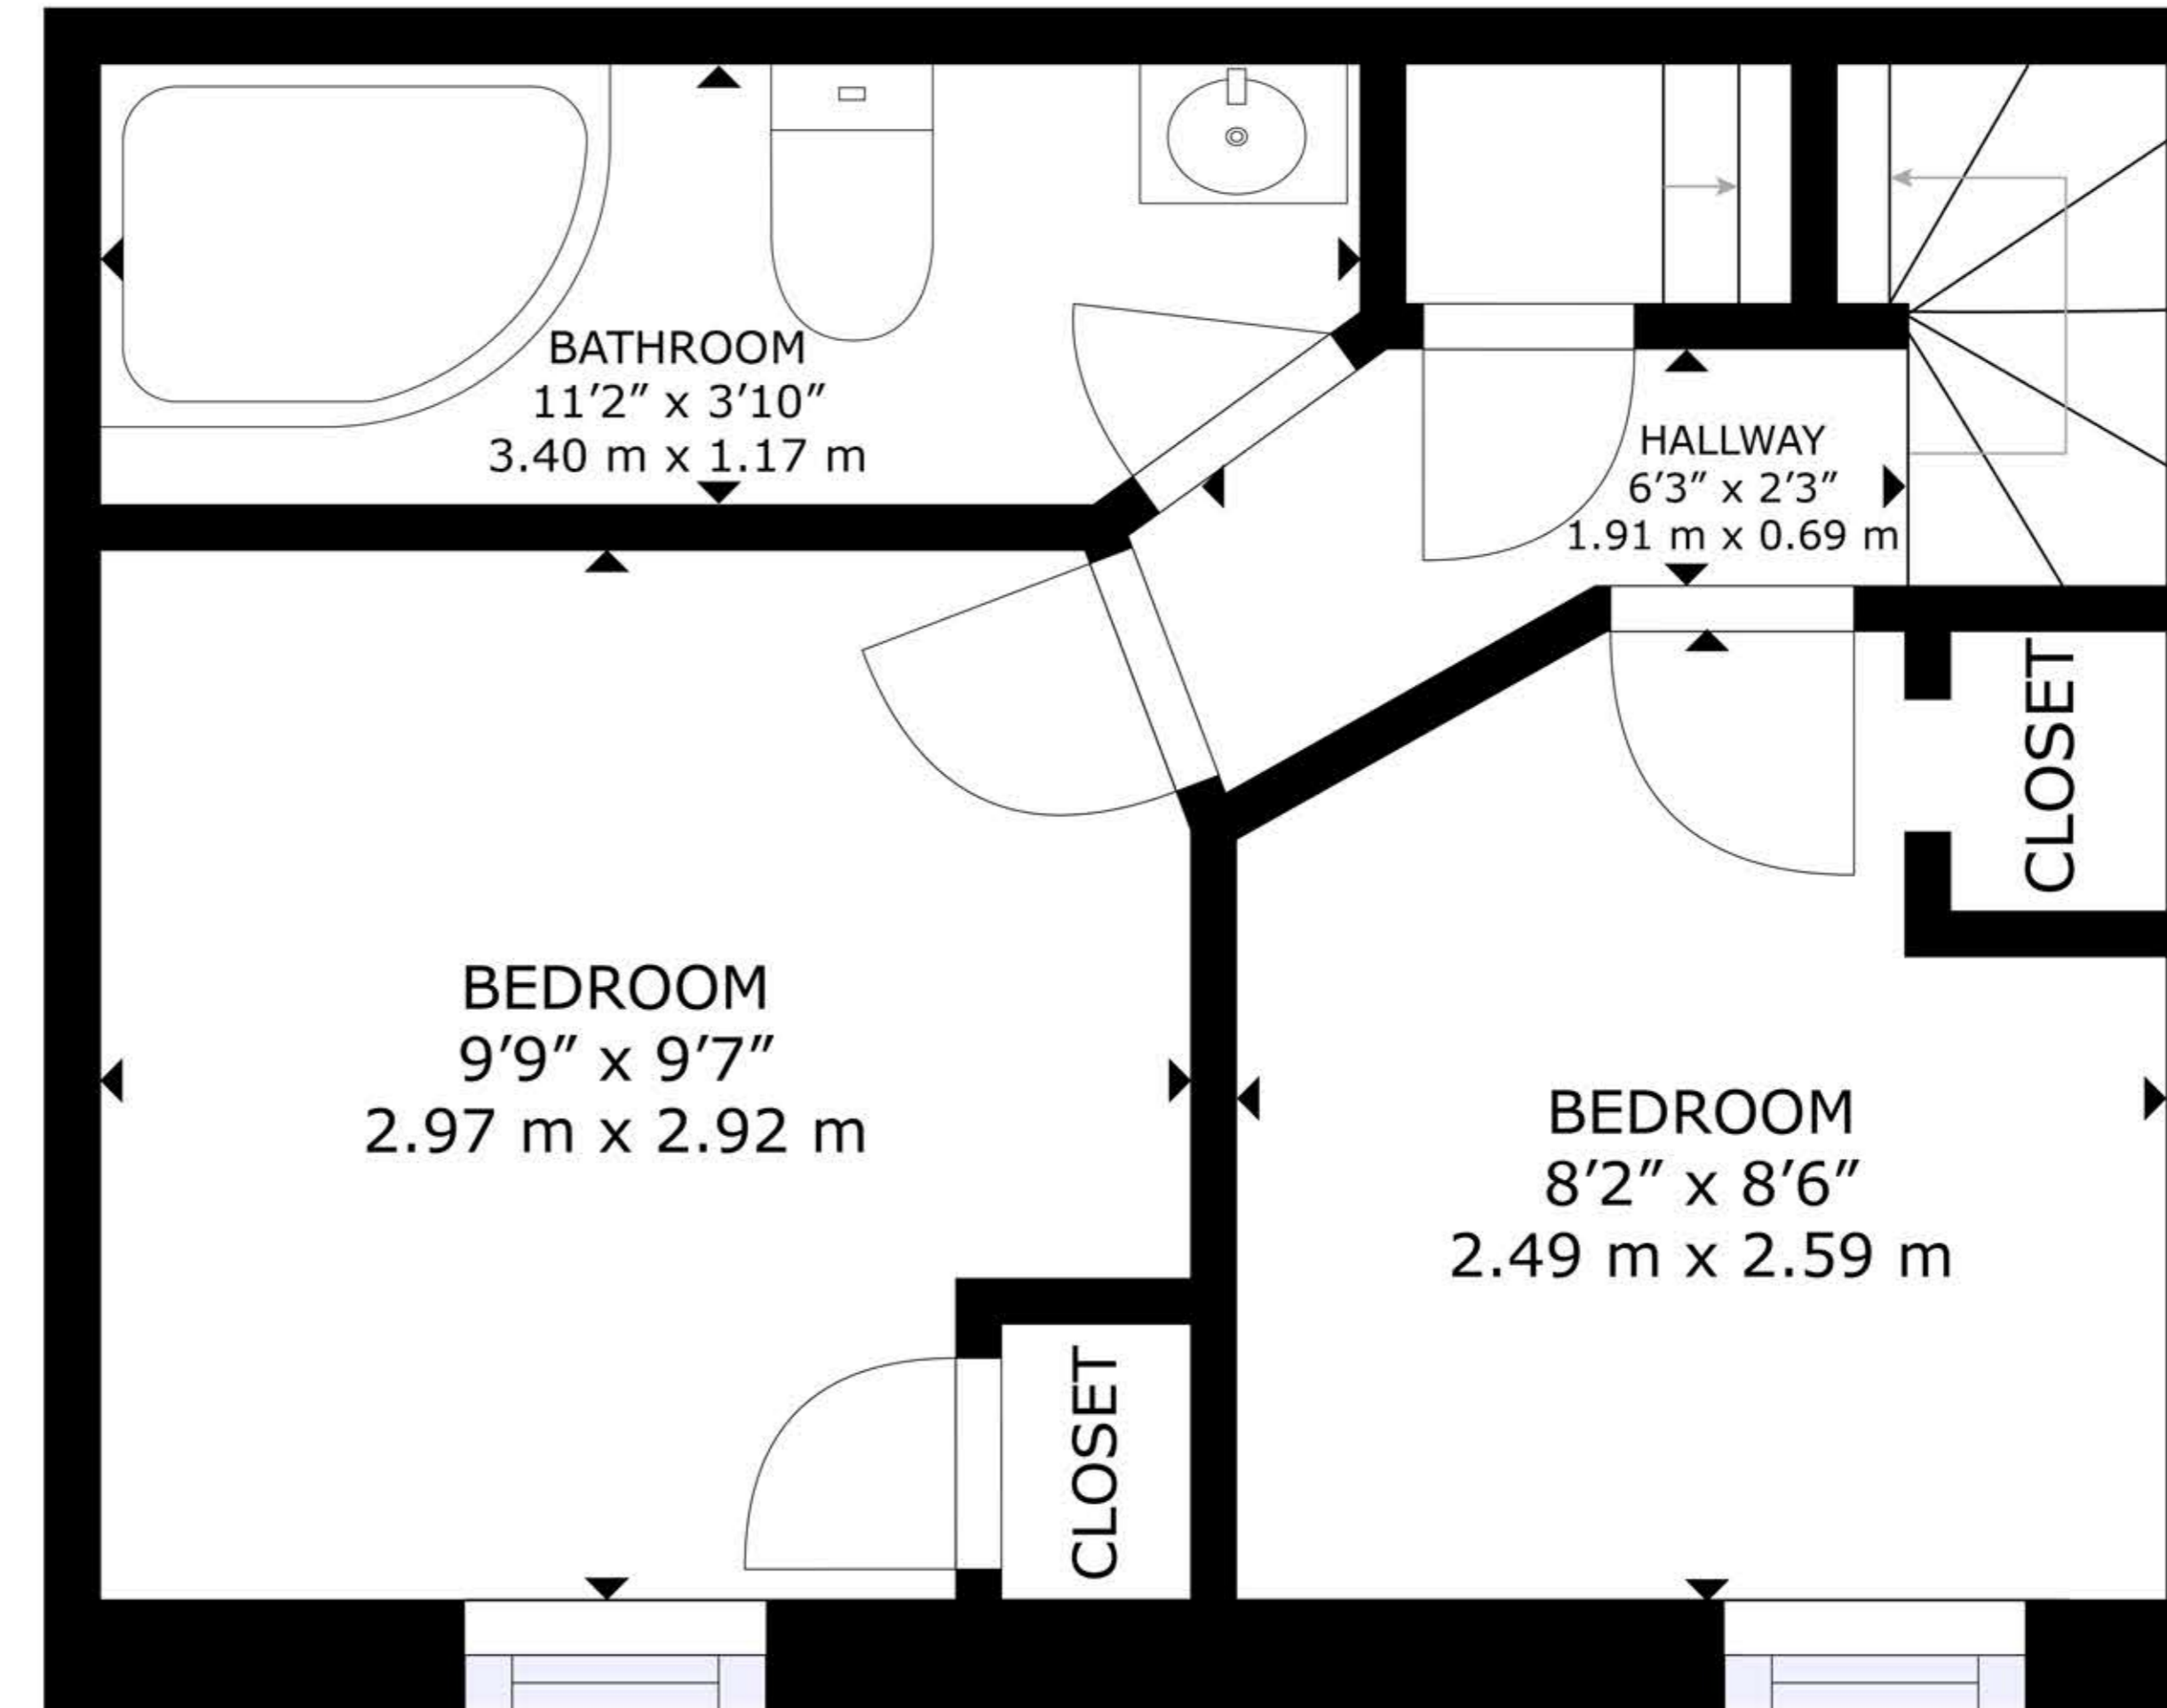 BATHROOM
11′2″ x 3′10″
3.40 m x 1.17 m
HALLWAY
6′3″ x 2′3″
1.91 m x 0.69 m
CLOSET
BEDROOM
9′9″ x 9′7″
2.97 m x 2.92 m
BEDROOM
8′2″ x 8′6″
2.49 m x 2.59 m
CLOSET